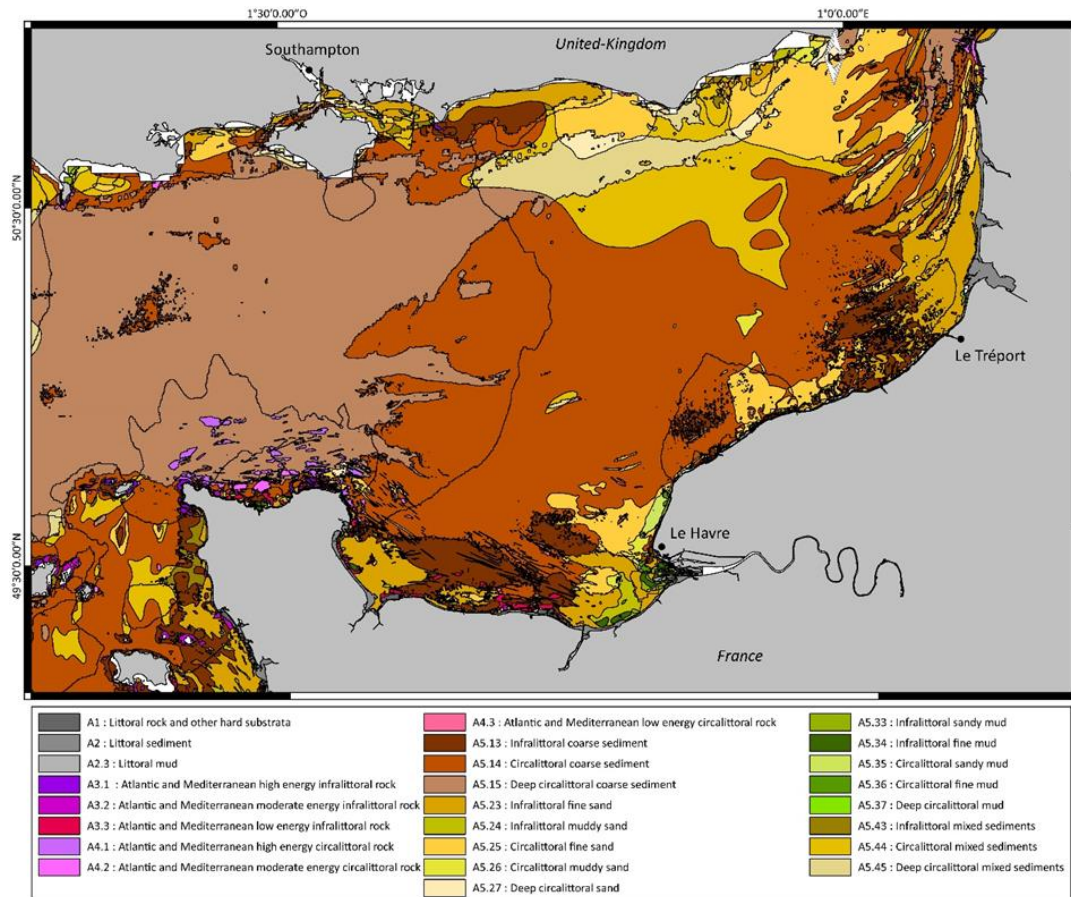 1°30'0.00"O
1°0'0.00"E
Southampton
United-Kingdom
50°30'0.00"N
Le Tréport
Le Havre
49°30'0.00"N
France
A1 : Littoral rock and other hard substrata
A2 : Littoral sediment
A2.3 : Littoral mud
A3.1 : Atlantic and Mediterranean high energy infralittoral rock
A3.2 : Atlantic and Mediterranean moderate energy infralittoral rock
A3.3 : Atlantic and Mediterranean low energy infralittoral rock
A4.1 : Atlantic and Mediterranean high energy circalittoral rock
A4.2 : Atlantic and Mediterranean moderate energy circalittoral rock
A4.3 : Atlantic and Mediterranean low energy circalittoral rock
A5.13 : Infralittoral coarse sediment
A5.14 : Circalittoral coarse sediment
A5.15 : Deep circalittoral coarse sediment
A5.23 : Infralittoral fine sand
A5.24 : Infralittoral muddy sand
A5.25 : Circalittoral fine sand
A5.26 : Circalittoral muddy sand
A5.27 : Deep circalittoral sand
A5.33 : Infralittoral sandy mud
A5.34 : Infralittoral fine mud
A5.35 : Circalittoral sandy mud
A5.36 : Circalittoral fine mud
A5.37 : Deep circalittoral mud
A5.43 : Infralittoral mixed sediments
A5.44 : Circalittoral mixed sediments
A5.45 : Deep circalittoral mixed sediments